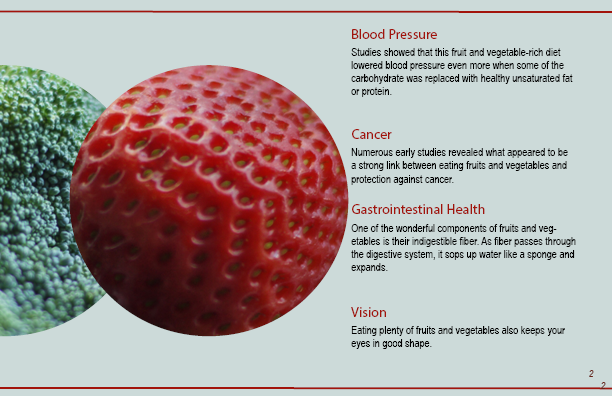 Blood Pressure
Studies showed that this fruit and vegetable-rich diet
lowered blood pressure even more when some of the
carbohydrate was replaced with healthy unsaturated fat
or protein.
Cancer
Numerous early studies revealed what appeared to be
a strong link between eating fruits and vegetables and
protection against cancer.
Gastrointestinal Health
One of the wonderful components of fruits and veg-
etables is their indigestible fiber. As fiber passes through
the digestive system, it sops up water like a sponge and
expands.
Vision
Eating plenty of fruits and vegetables also keeps your
eyes in good shape.
2
2